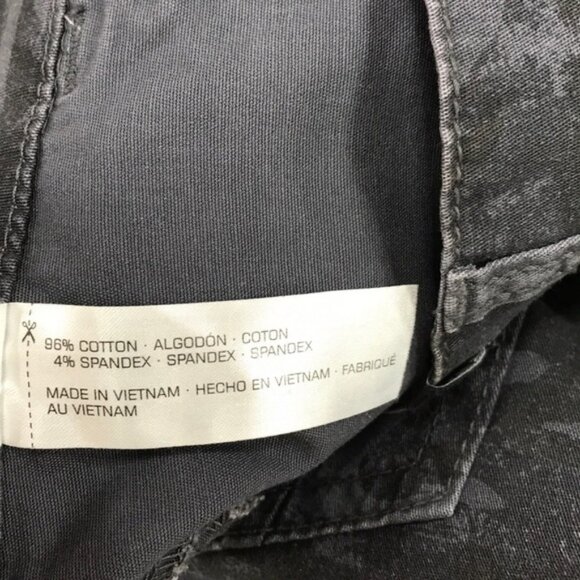 96% COTTON · ALGODÓN · COTON
4% SPANDEX · SPANDEX · SPANDEX
MADE IN VIETNAM · HECHO EN VIETNAM · FABRIQUÉ
AU VIETNAM